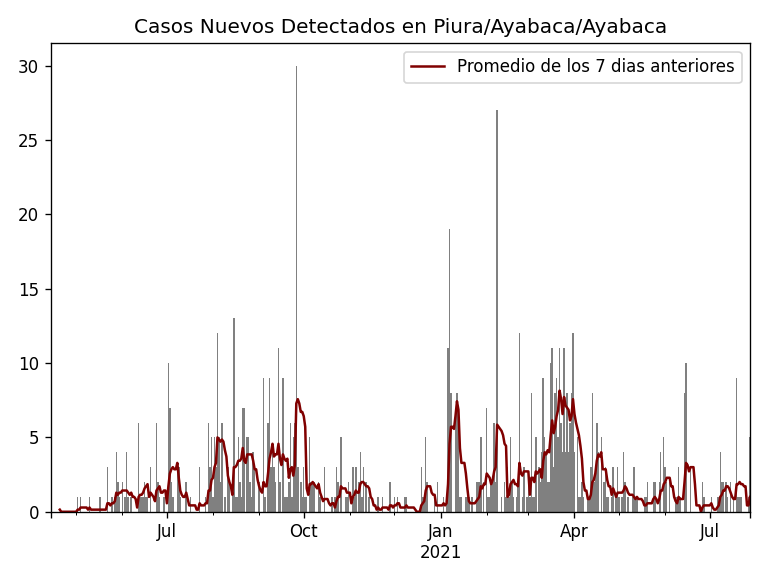 Casos Nuevos Detectados en Piura/Ayabaca/Ayabaca
Promedio de los 7 dias anteriores
30
25
20
15
10
5
0
Jul
Oct
Jan
2021
Apr
Jul